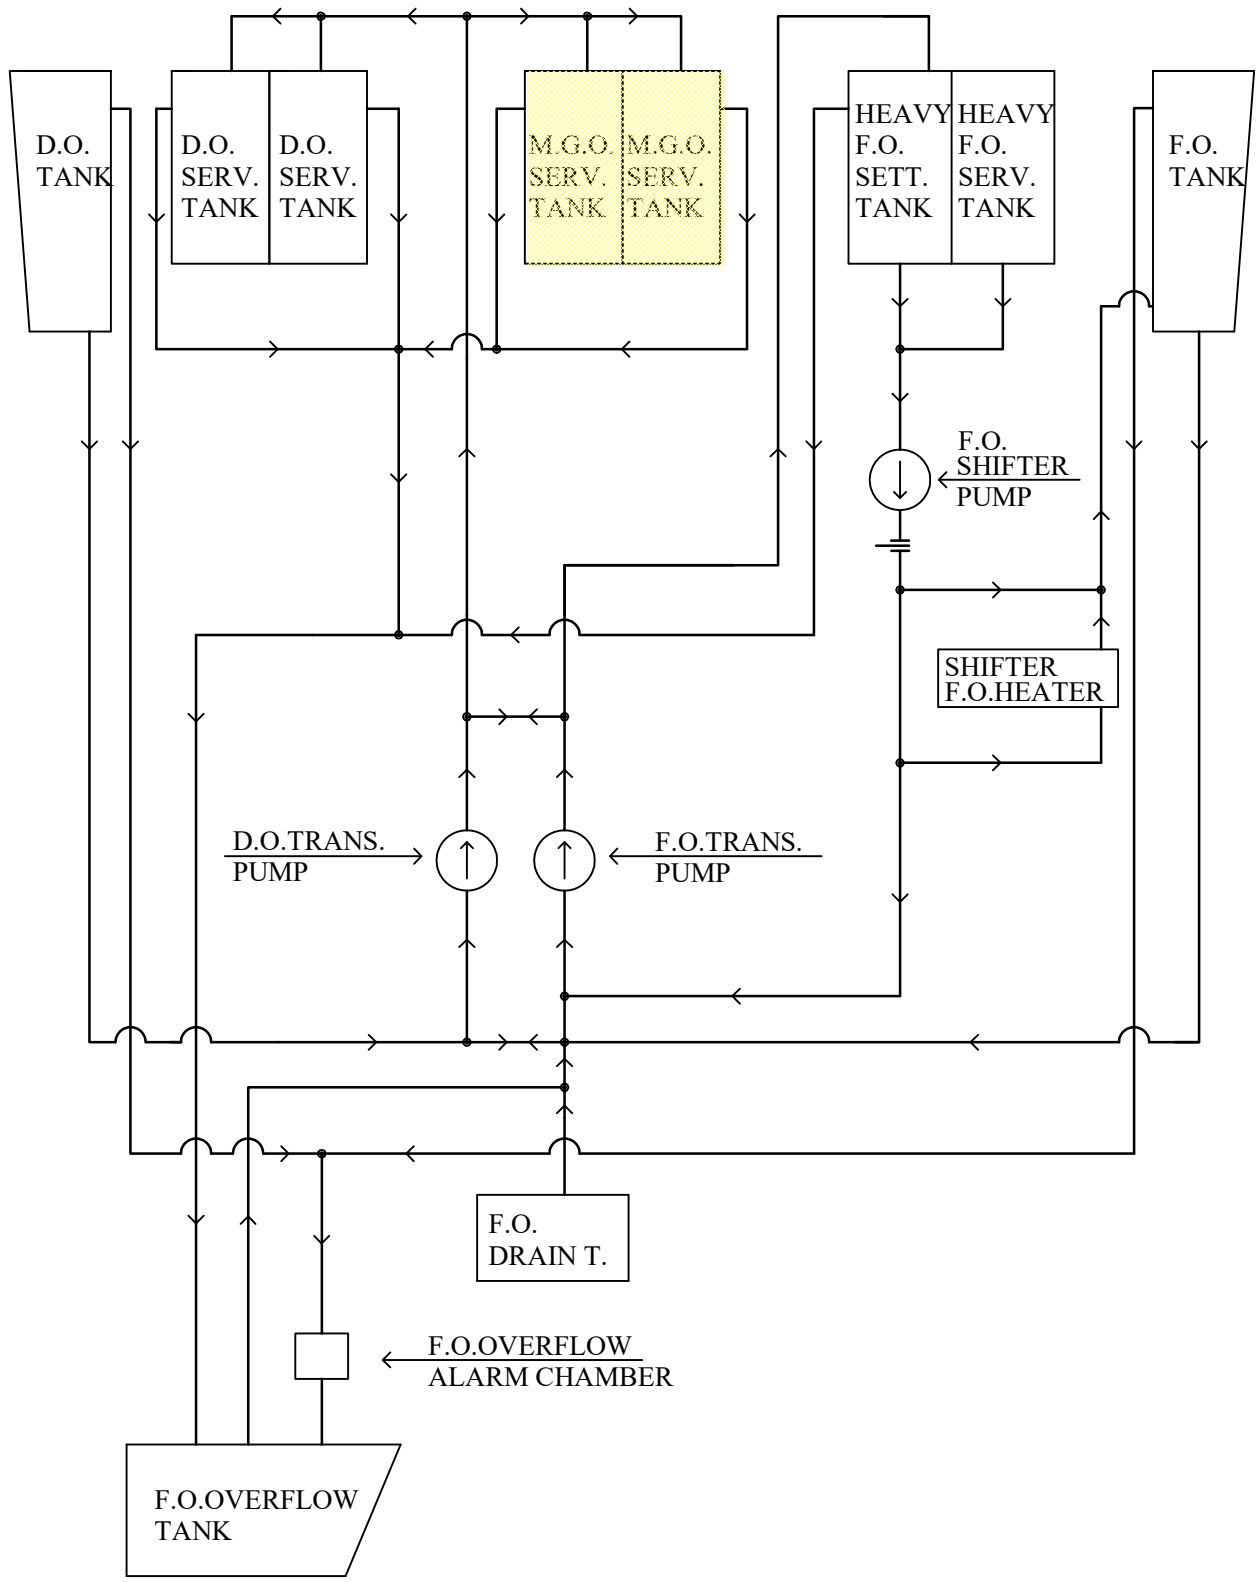 D.O.
TANK
D.O.
SERV.
TANK
D.O.
SERV.
TANK
M.G.O.
SERV.
TANK
M.G.O.
SERV.
TANK
HEAVY
F.O.
SETT.
TANK
HEAVY
F.O.
SERV.
TANK
F.O.
TANK
F.O.
SHIFTER
PUMP
SHIFTER
F.O.HEATER
D.O.TRANS.
PUMP
F.O.TRANS.
PUMP
F.O.
DRAIN T.
F.O.OVERFLOW
ALARM CHAMBER
F.O.OVERFLOW
TANK